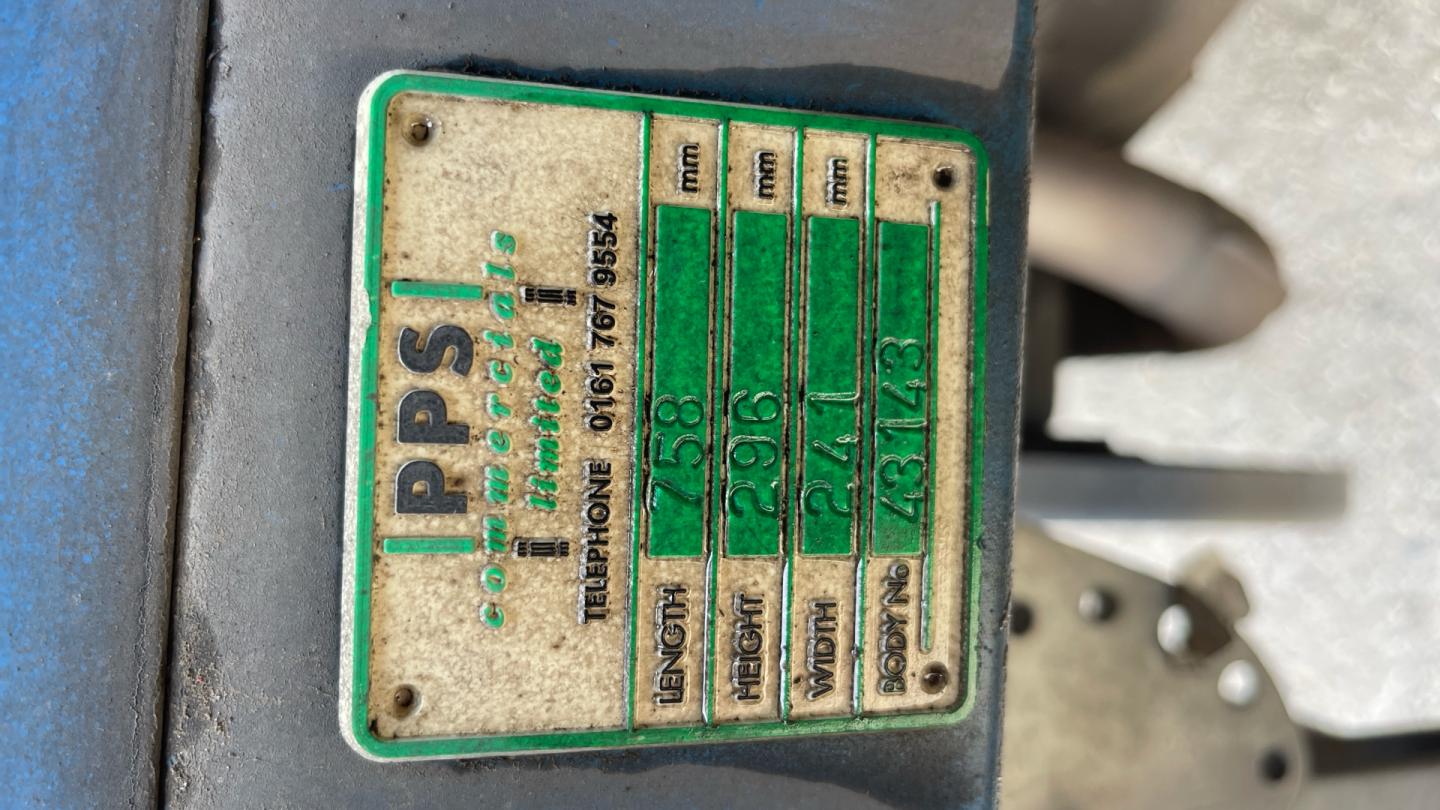 PPS
commercials
limited
TELEPHONE 0161 767 9554
LENGTH 758 mm
HEIGHT 296 mm
WIDTH 241 mm
BODY No 43143